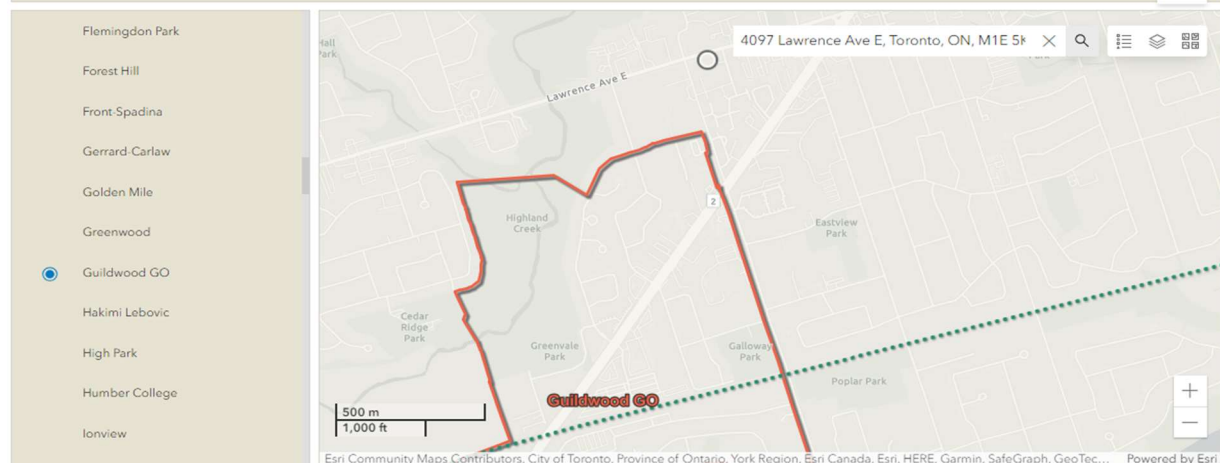 Flemingdon Park
Forest Hill
Front-Spadina
Gerrard-Carlaw
Golden Mile
Greenwood
Guildwood GO
Hakimi Lebovic
High Park
Humber College
Ionview
4097 Lawrence Ave E, Toronto, ON, M1E 5
Hall
Park
Lawrence Ave E
2
Highland
Creek
Eastview
Park
Cedar
Ridge
Park
Greenvale
Park
Galloway
Park
Poplar Park
Guildwood GO
500 m
1,000 ft
Esri Community Maps Contributors, City of Toronto, Province of Ontario, York Region, Esri Canada, Esri, HERE, Garmin, SafeGraph, GeoTec... Powered by Esri